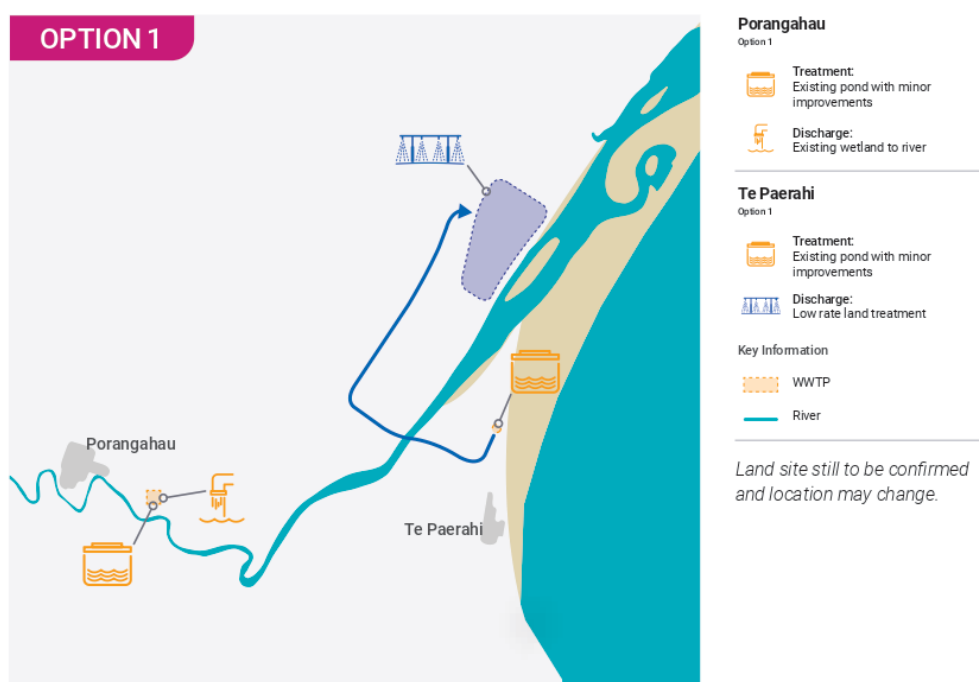 OPTION 1
Porangahau
Te Paerahi
Porangahau
Option 1
Treatment:
Existing pond with minor
improvements
Discharge:
Existing wetland to river
Te Paerahi
Option 1
Treatment:
Existing pond with minor
improvements
Discharge:
Low rate land treatment
Key Information
WWTP
River
Land site still to be confirmed
and location may change.